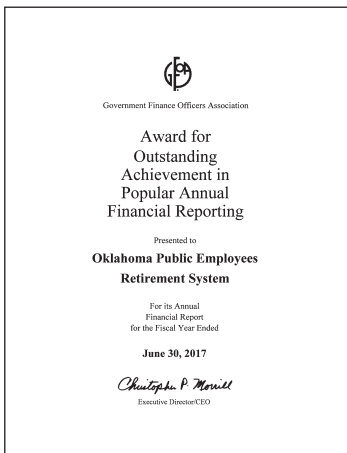 GFOA
Government Finance Officers Association
Award for
Outstanding
Achievement in
Popular Annual
Financial Reporting
Presented to
Oklahoma Public Employees
Retirement System
For its Annual
Financial Report
for the Fiscal Year Ended
June 30, 2017
Christopher P. Morrill
Executive Director/CEO